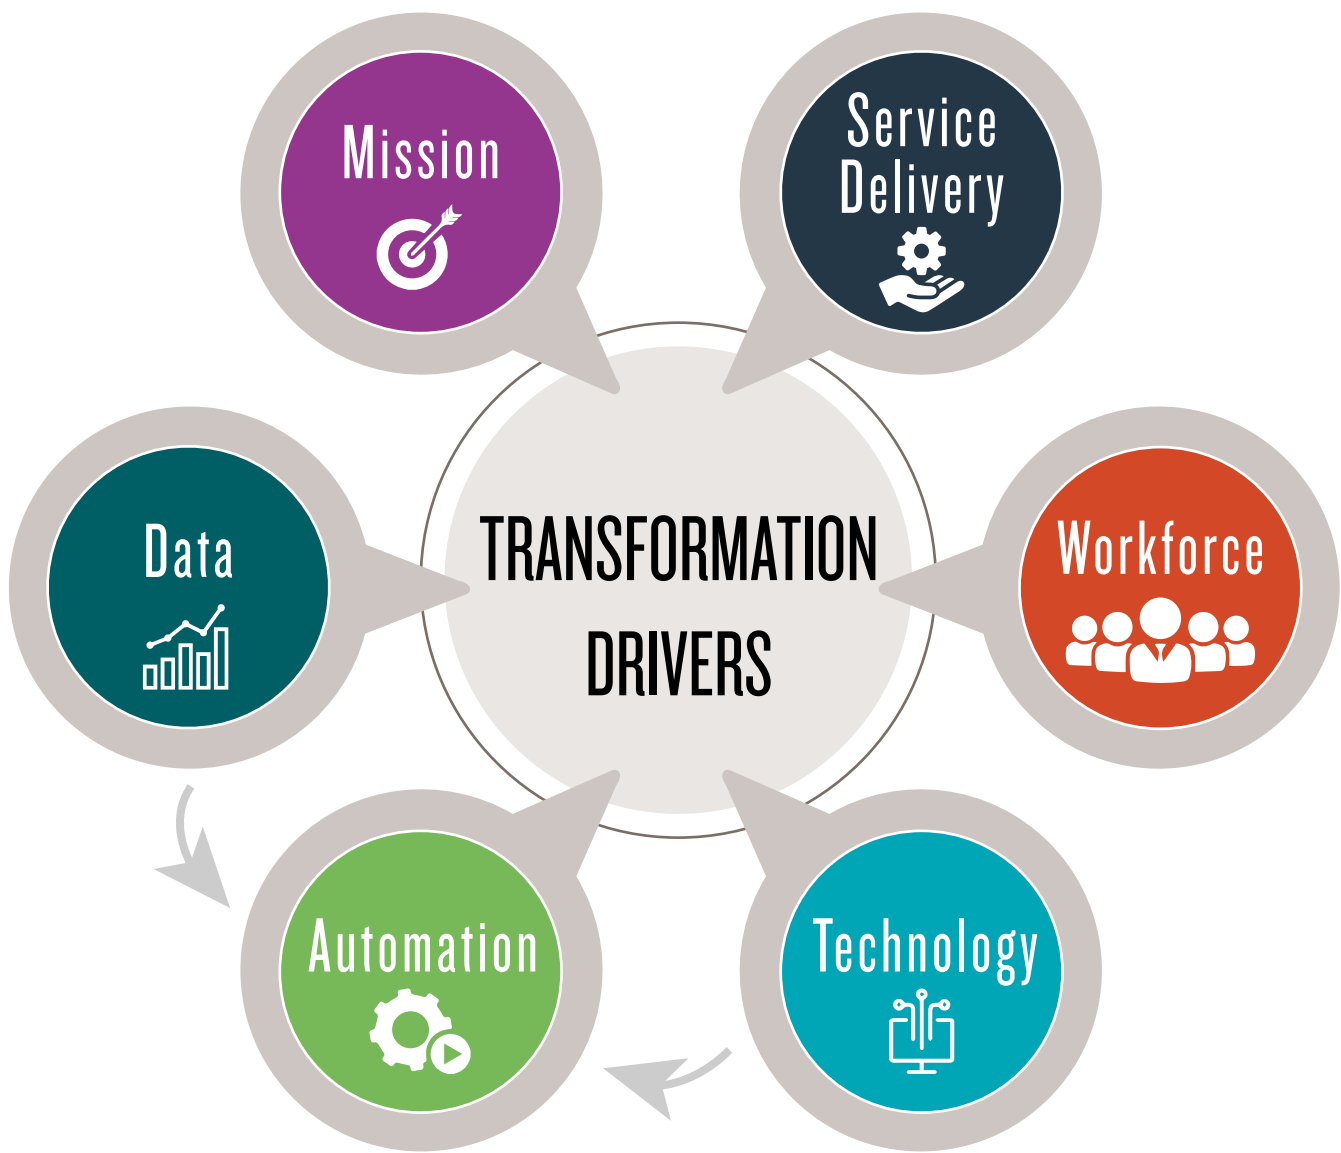 Mission
Service
Delivery
Data
TRANSFORMATION
DRIVERS
Workforce
Automation
Technology